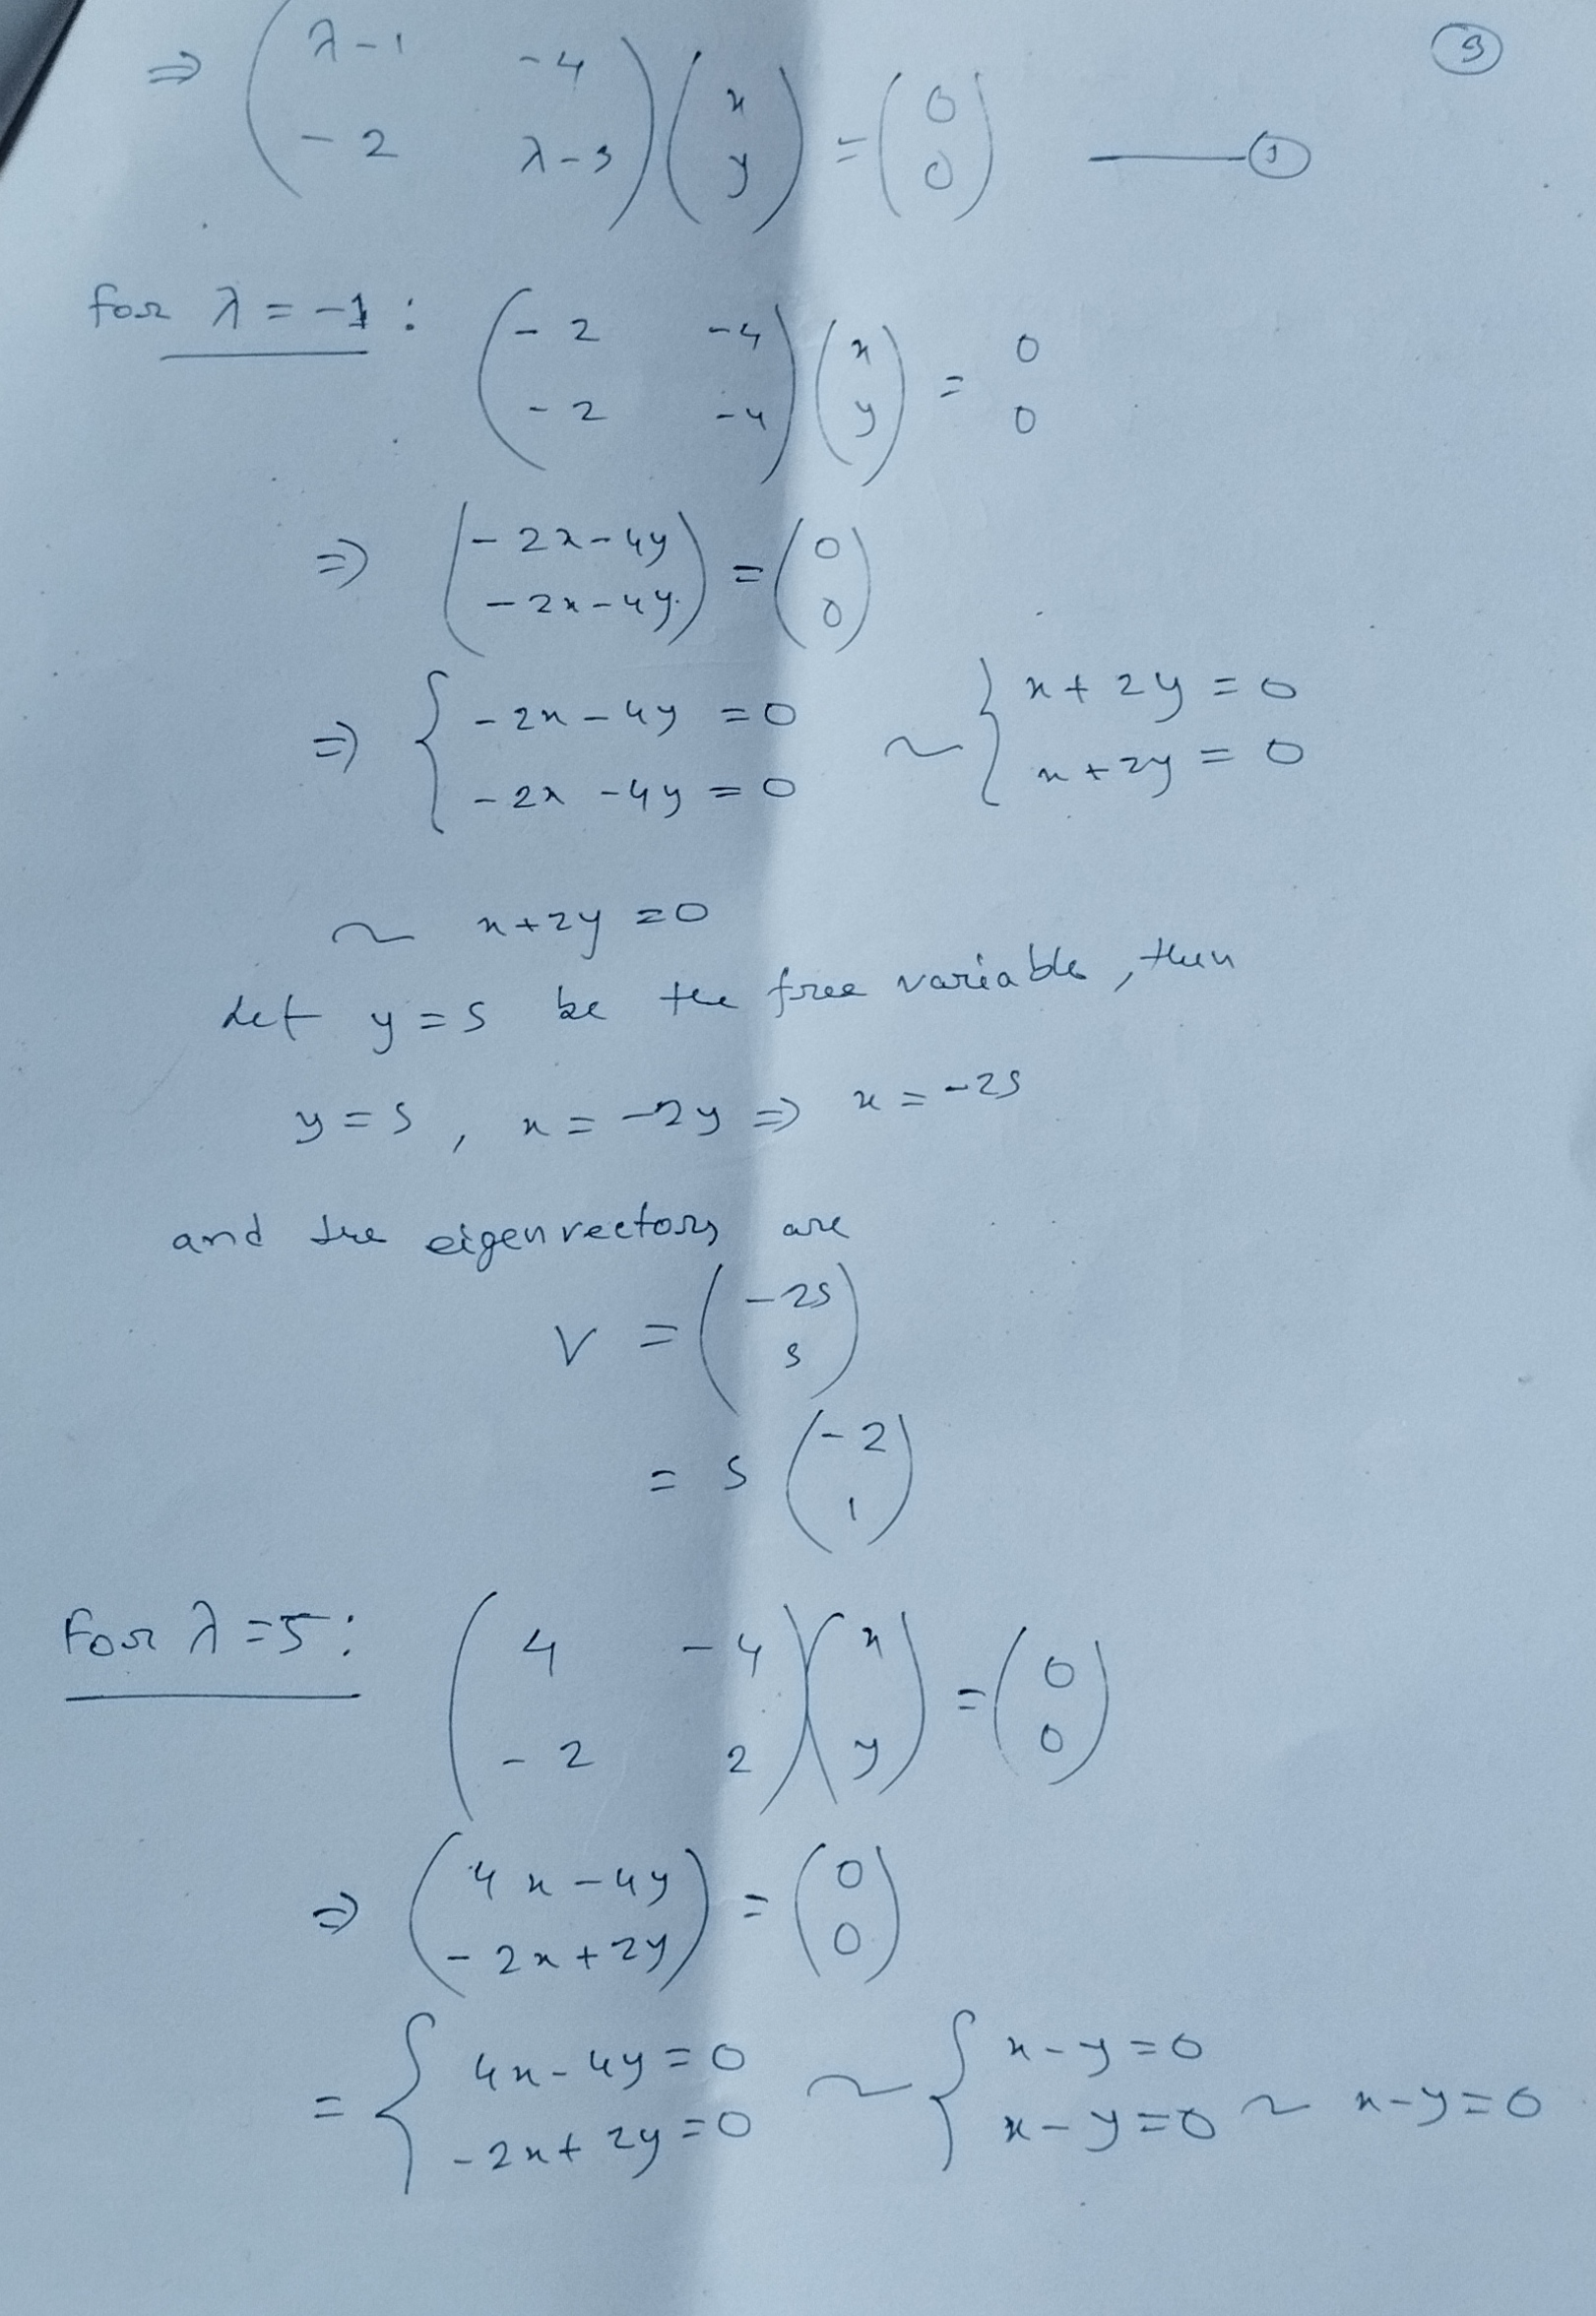 ③
⇒ (λ-1 -4
-2 λ-3)(x
y) = (0
0) —— ①
for λ = -1 : (-2 -4
-2 -4)(x
y) = 0
0
⇒ (-2x-4y
-2x-4y) = (0
0)
⇒ { -2x-4y = 0
-2x-4y = 0 ~ { x+2y = 0
x+2y = 0
~ x+2y = 0
Let y = s be the free variable, then
y = s, x = -2y ⇒ x = -2s
and the eigenvectors are
V = (-2s
s)
= s (-2
1)
For λ = 5 : (4 -4
-2 2)(x
y) = (0
0)
⇒ (4x-4y
-2x+2y) = (0
0)
= { 4x-4y = 0
-2x+2y = 0 ~ { x-y = 0
x-y = 0 ~ x-y = 0